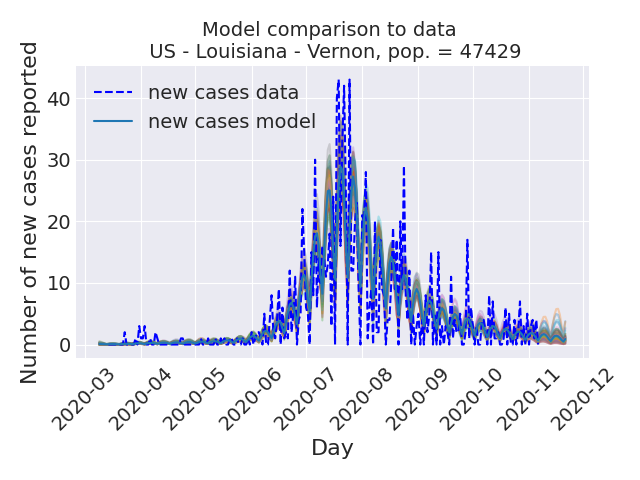 Model comparison to data
US - Louisiana - Vernon, pop. = 47429
Number of new cases reported
40
30
20
10
0
new cases data
new cases model
2020-03
2020-04
2020-05
2020-06
2020-07
2020-08
2020-09
2020-10
2020-11
2020-12
Day